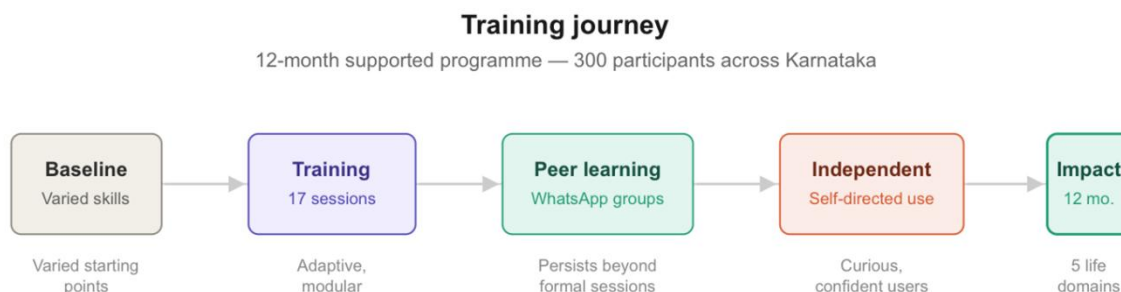 Training journey
12-month supported programme — 300 participants across Karnataka
Baseline
Varied skills
Training
17 sessions
Peer learning
WhatsApp groups
Independent
Self-directed use
Impact
12 mo.
Varied starting
points
Adaptive,
modular
Persists beyond
formal sessions
Curious,
confident users
5 life
domains